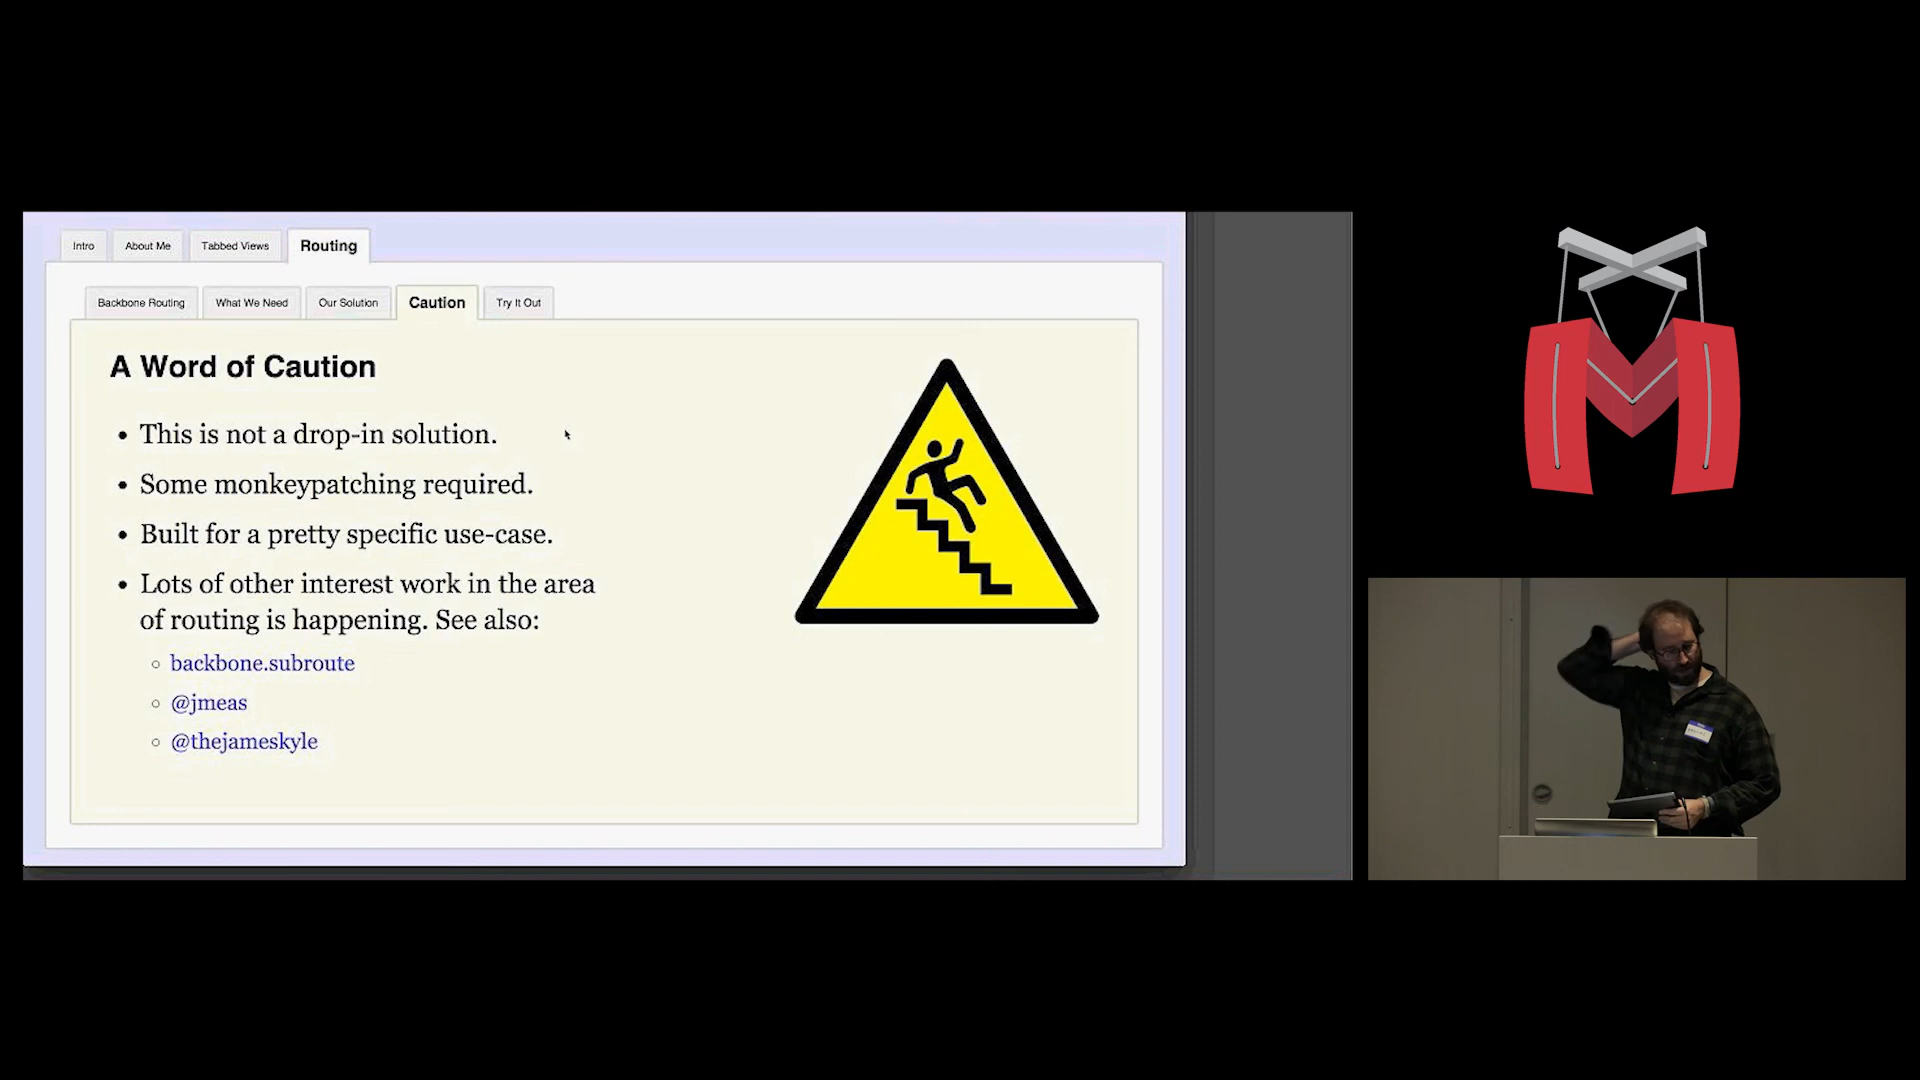 Intro
About Me
Tabbed Views
Routing
Backbone Routing
What We Need
Our Solution
Caution
Try It Out
A Word of Caution
This is not a drop-in solution.
Some monkeypatching required.
Built for a pretty specific use-case.
Lots of other interest work in the area
of routing is happening. See also:
backbone.subroute
@jmeas
@thejameskyle